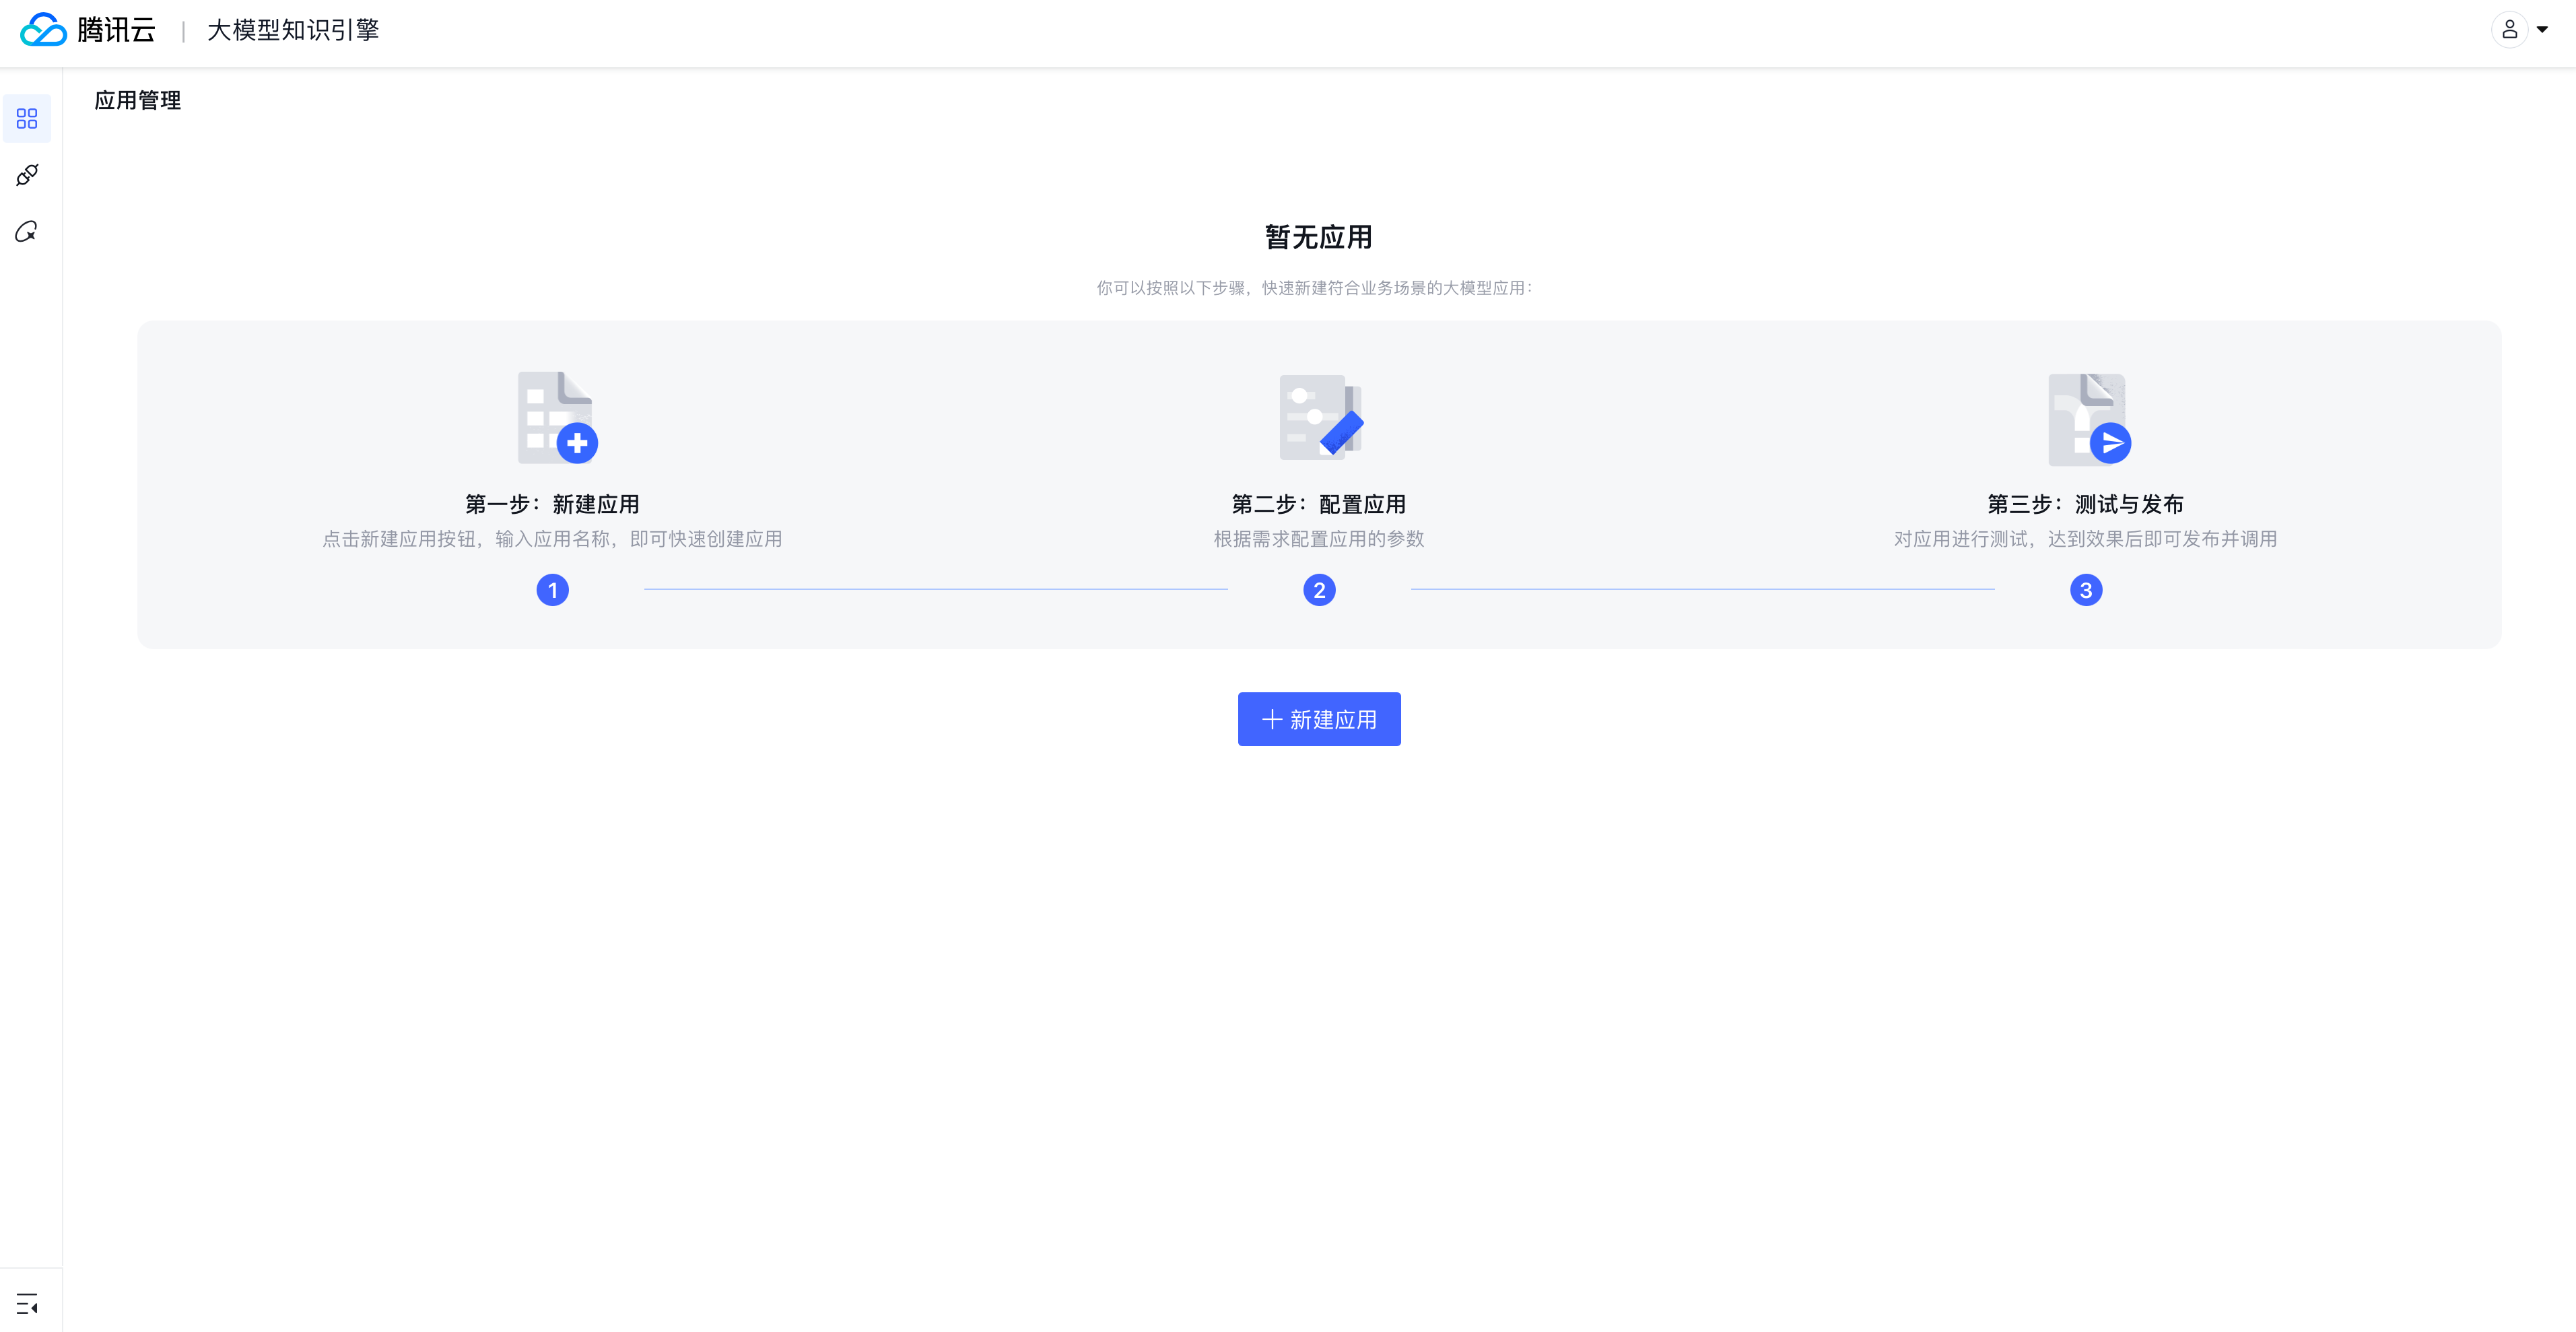 腾讯云 | 大模型知识引擎
应用管理
暂无应用
你可以按照以下步骤，快速新建符合业务场景的大模型应用：
第一步：新建应用
点击新建应用按钮，输入应用名称，即可快速创建应用
1
第二步：配置应用
根据需求配置应用的参数
2
第三步：测试与发布
对应用进行测试，达到效果后即可发布并调用
3
新建应用